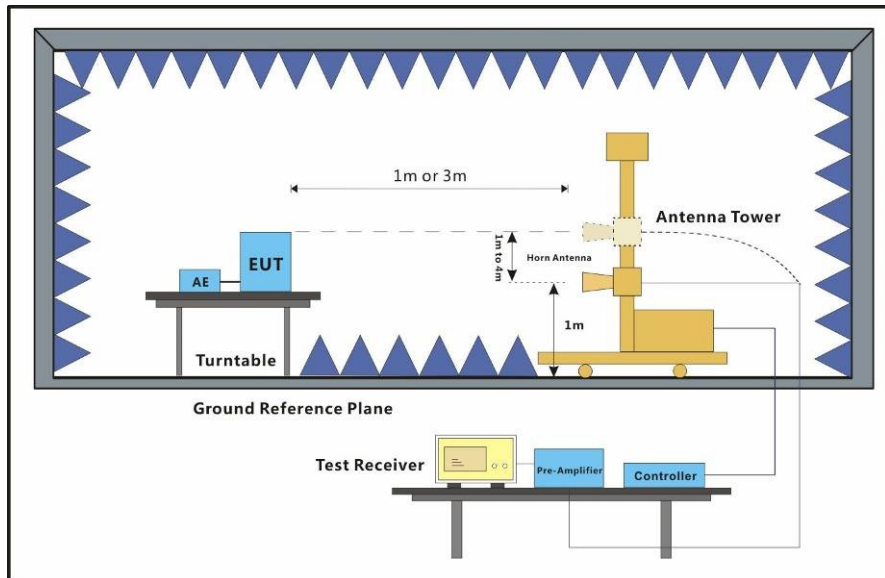 1m or 3m
Antenna Tower
1m to 4m
Horn Antenna
EUT
AE
1m
Turntable
Ground Reference Plane
Test Receiver
Pre-Amplifier
Controller